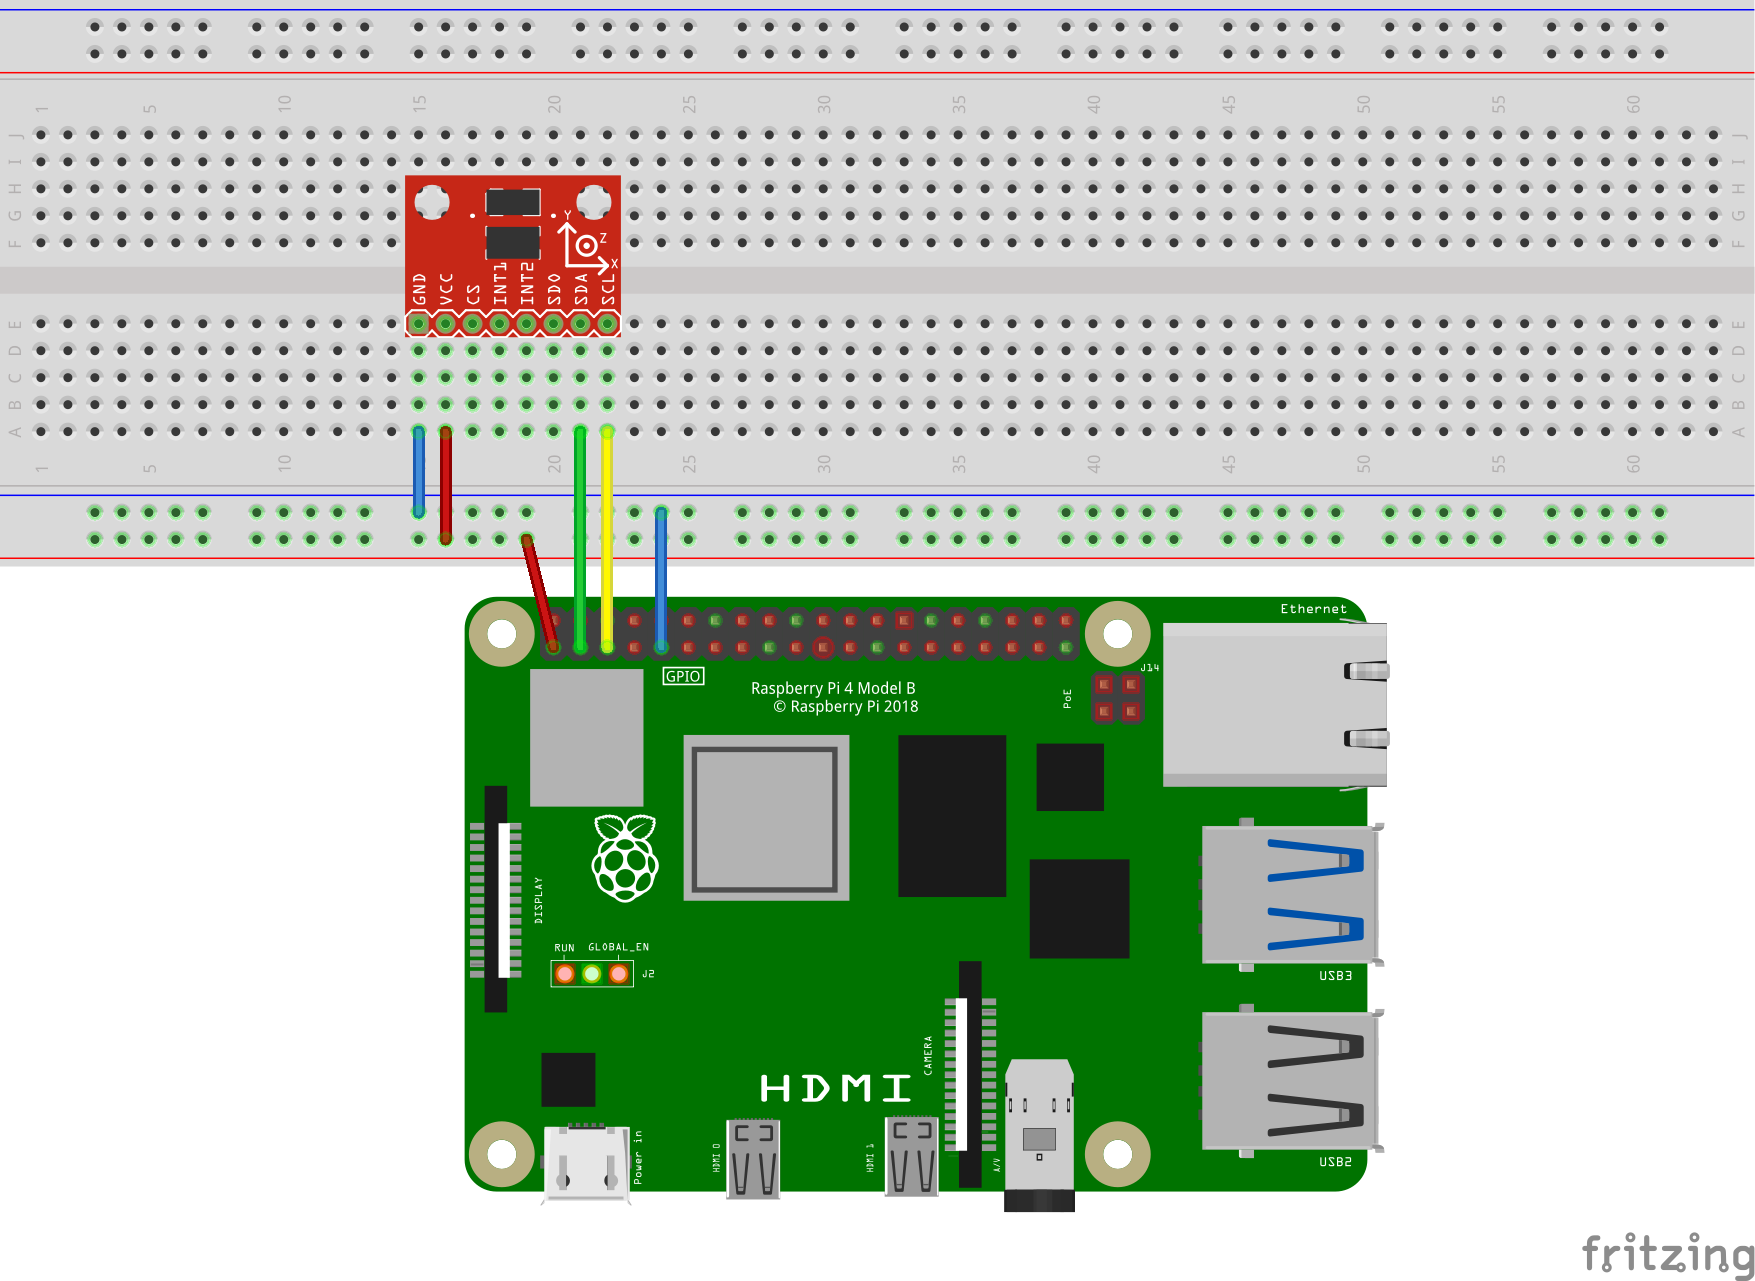 1 5 10 15 20 25 30 35 40 45 50 55 60
J J
I I
H H
G G
F F
Y
Z
X
GND VCC CS INT1 INT2 SDO SDA SCL
E E
D D
C C
B B
A A
1 5 10 20 25 30 35 40 45 50 55 60
Ethernet
J14
GPIO
PoE
Raspberry Pi 4 Model B
© Raspberry Pi 2018
DISPLAY
RUN GLOBAL_EN
J2
USB3
CAMERA
HDMI
Power in
HDMI 0
HDMI 1
A/V
USB2
fritzing